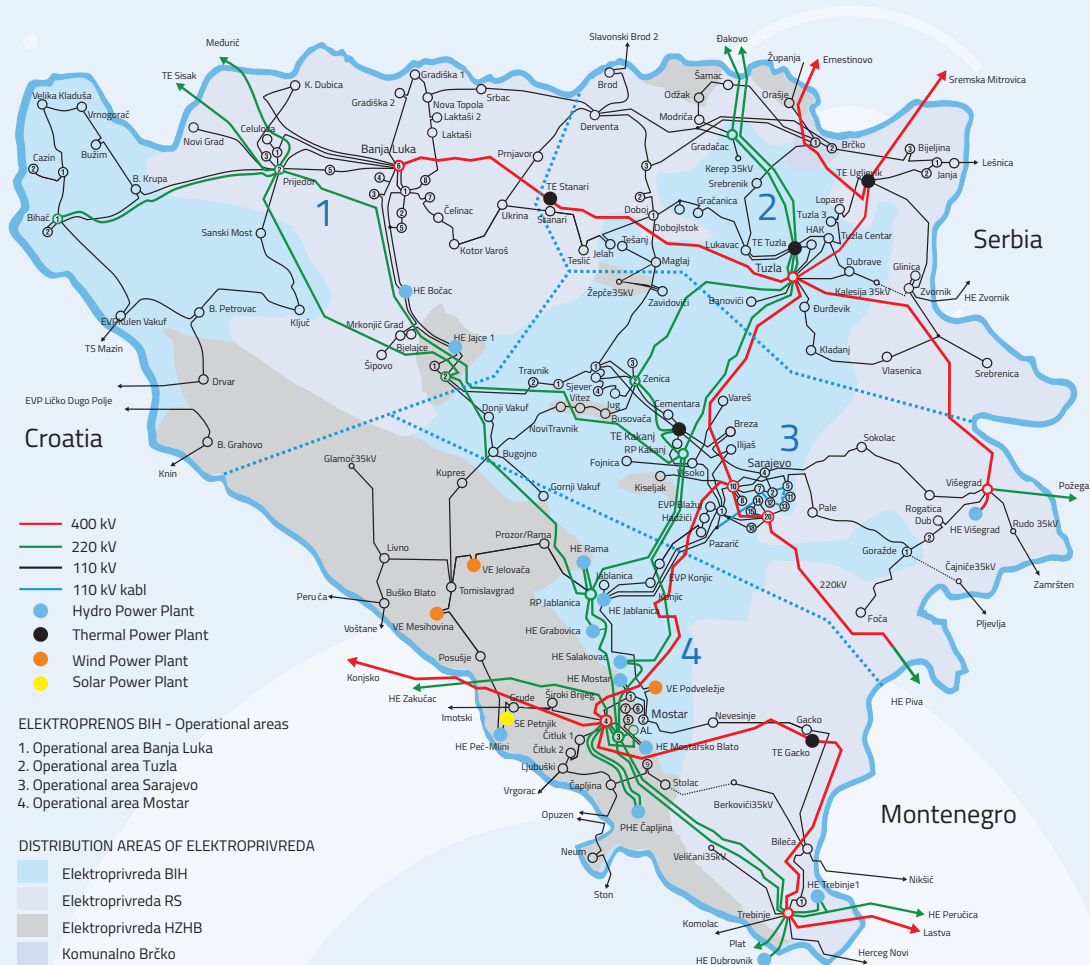 Slavonski Brod 2
Đakovo
Međurič
Županja
Ernestinovo
TE Sisak
Gradiška 1
Šamac
Sremska Mitrovica
K. Dubica
Brod
Velika Kladuša
Gradiška 2
Srbac
Odžak
Orašje
Vrnogorač
Nova Topola
Laktaši 2
Derventa
Modriča
Novi Grad
Celuloza
Laktaši
Gradačac
Brčko
Bijeljina
Bužim
Banja Luka
Prnjavor
Lešnica
Cazin
Kerep 35kV
TE Ugljevik
Janja
B. Krupa
Prijedor
TE Stanari
Srebrenik
Lopare
Bihać
1
Čelinac
Ukrina
Stanari
Doboj
Gračanica
2
Tuzla 3
HAK
DobojIstok
Sanski Most
Kotor Varoš
Teslić
Jelah
Tešanj
Lukavac
TE Tuzla
Tuzla Centar
Serbia
Maglaj
Tuzla
Dubrave
Glinica
HE Bočac
Žepče35kV
Zavidovići
Banovići
Kalesija 35kV
Zvornik
HE Zvornik
EVPKulen Vakuf
B. Petrovac
Ključ
Đurđevik
Mrkonjić Grad
HE Jajce 1
TS Mazin
Bjelajce
Kladanj
Šipovo
Vlasenica
Srebrenica
Drvar
Travnik
Sjever
Zenica
EVP Ličko Dugo Polje
Vitez
Jug
Cementara
Vareš
Donji Vakuf
NoviTravnik
Busovača
Croatia
B. Grahovo
TE Kakanj
Breza
3
Bugojno
RP Kakanj
Ilijaš
Sokolac
Knin
Glamoč35kV
Fojnica
Visoko
Sarajevo
Kupres
Kiseljak
Višegrad
Požega
Gornji Vakuf
EVP Blažuj
Hadžići
Pale
Rogatica
Dub
HE Višegrad
Rudo 35kV
400 kV
220 kV
110 kV
110 kV kabl
Hydro Power Plant
Thermal Power Plant
Wind Power Plant
Solar Power Plant
Prozor/Rama
Pazarić
Livno
HE Rama
Goražde
Čajniče35kV
VE Jelovača
Jablanica
EVP Konjic
220kV
Zamršten
Peruća
Buško Blato
Tomislavgrad
RP Jablanica
Konjic
HE Jablanica
Foča
Pljevlja
Voštane
VE Mesihovina
HE Grabovica
Posušje
HE Salakovac
4
Konjsko
HE Mostar
VE Podveležje
HE Piva
HE Zakučac
Grude
Široki Brijeg
Mostar
Imotski
SE Petnjik
Nevesinje
Gacko
ELEKTROPRENOS BIH - Operational areas
1. Operational area Banja Luka
2. Operational area Tuzla
3. Operational area Sarajevo
4. Operational area Mostar
HE Peć-Mlini
Čitluk 1
AL
HE Mostarsko Blato
TE Gacko
Čitluk 2
Ljubuški
Vrgorac
Čapljina
Stolac
Berkovići35kV
Montenegro
Opuzen
PHE Čapljina
DISTRIBUTION AREAS OF ELEKTROPRIVREDA
Elektroprivreda BIH
Elektroprivreda RS
Elektroprivreda HZHB
Komunalno Brčko
Neum
Veličani35kV
Bileća
Ston
Nikšić
HE Trebinje1
Trebinje
HE Perućica
Komolac
Lastva
Plat
HE Dubrovnik
Herceg Novi